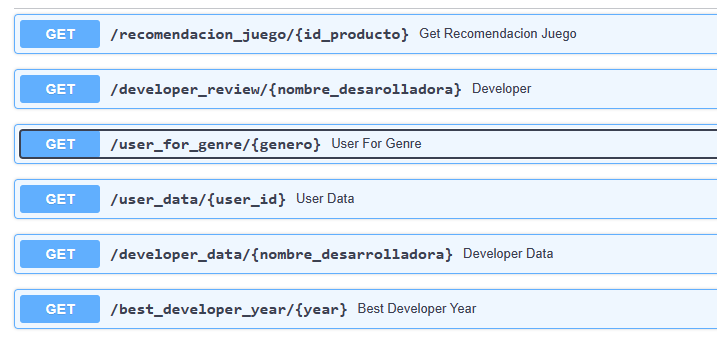 GET /recomendacion_juego/{id_producto} Get Recomendacion Juego
GET /developer_review/{nombre_desarolladora} Developer
GET /user_for_genre/{genero} User For Genre
GET /user_data/{user_id} User Data
GET /developer_data/{nombre_desarrolladora} Developer Data
GET /best_developer_year/{year} Best Developer Year